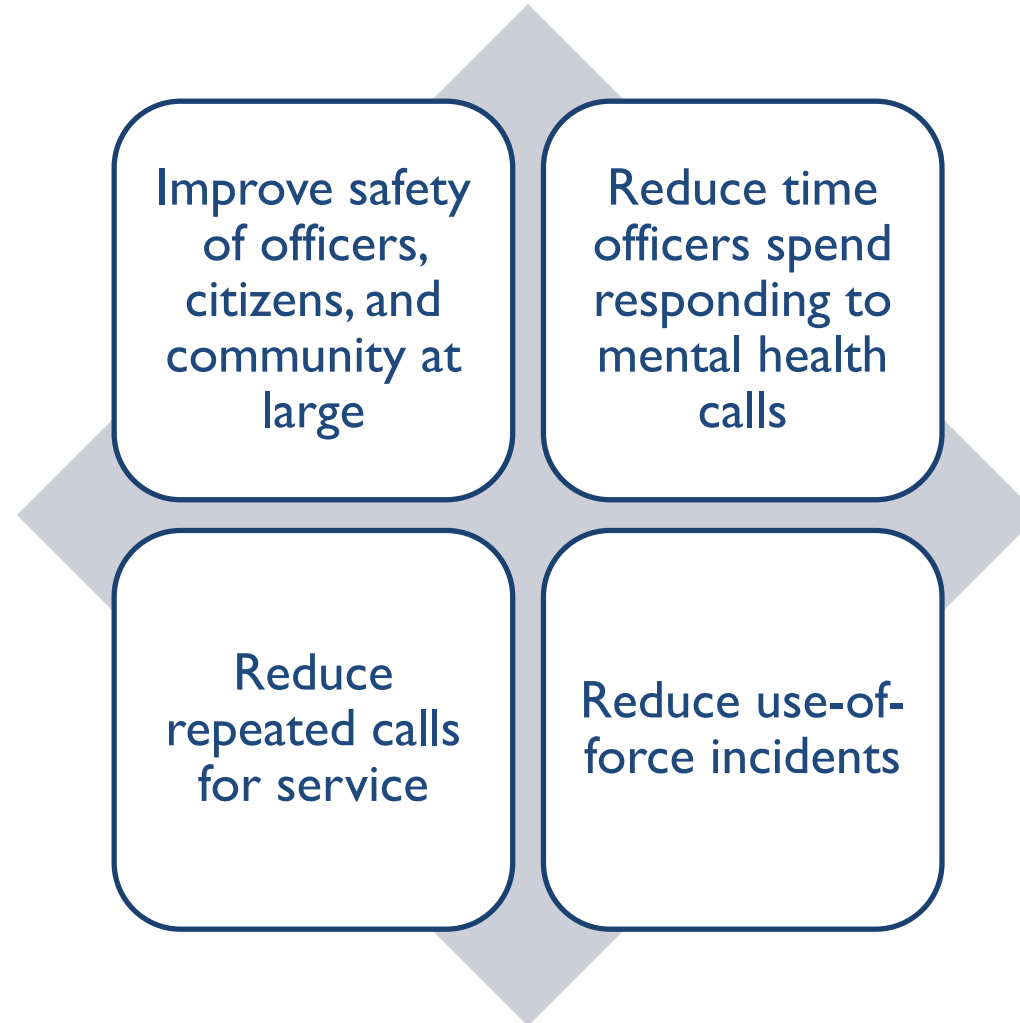 Improve safety
of officers,
citizens, and
community at
large
Reduce time
officers spend
responding to
mental health
calls
Reduce
repeated calls
for service
Reduce use-of-
force incidents